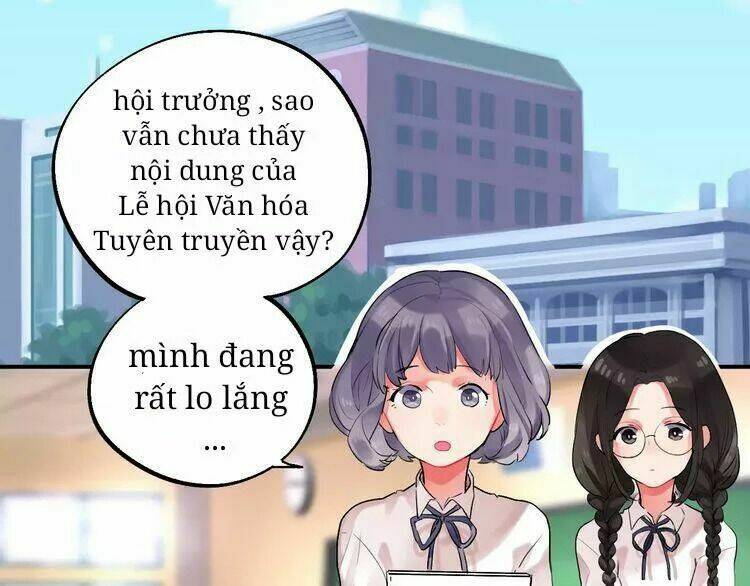 hội trưởng , sao
vẫn chưa thấy
nội dung của
Lễ hội Văn hóa
Tuyên truyền vậy?
mình đang
rất lo lắng
...